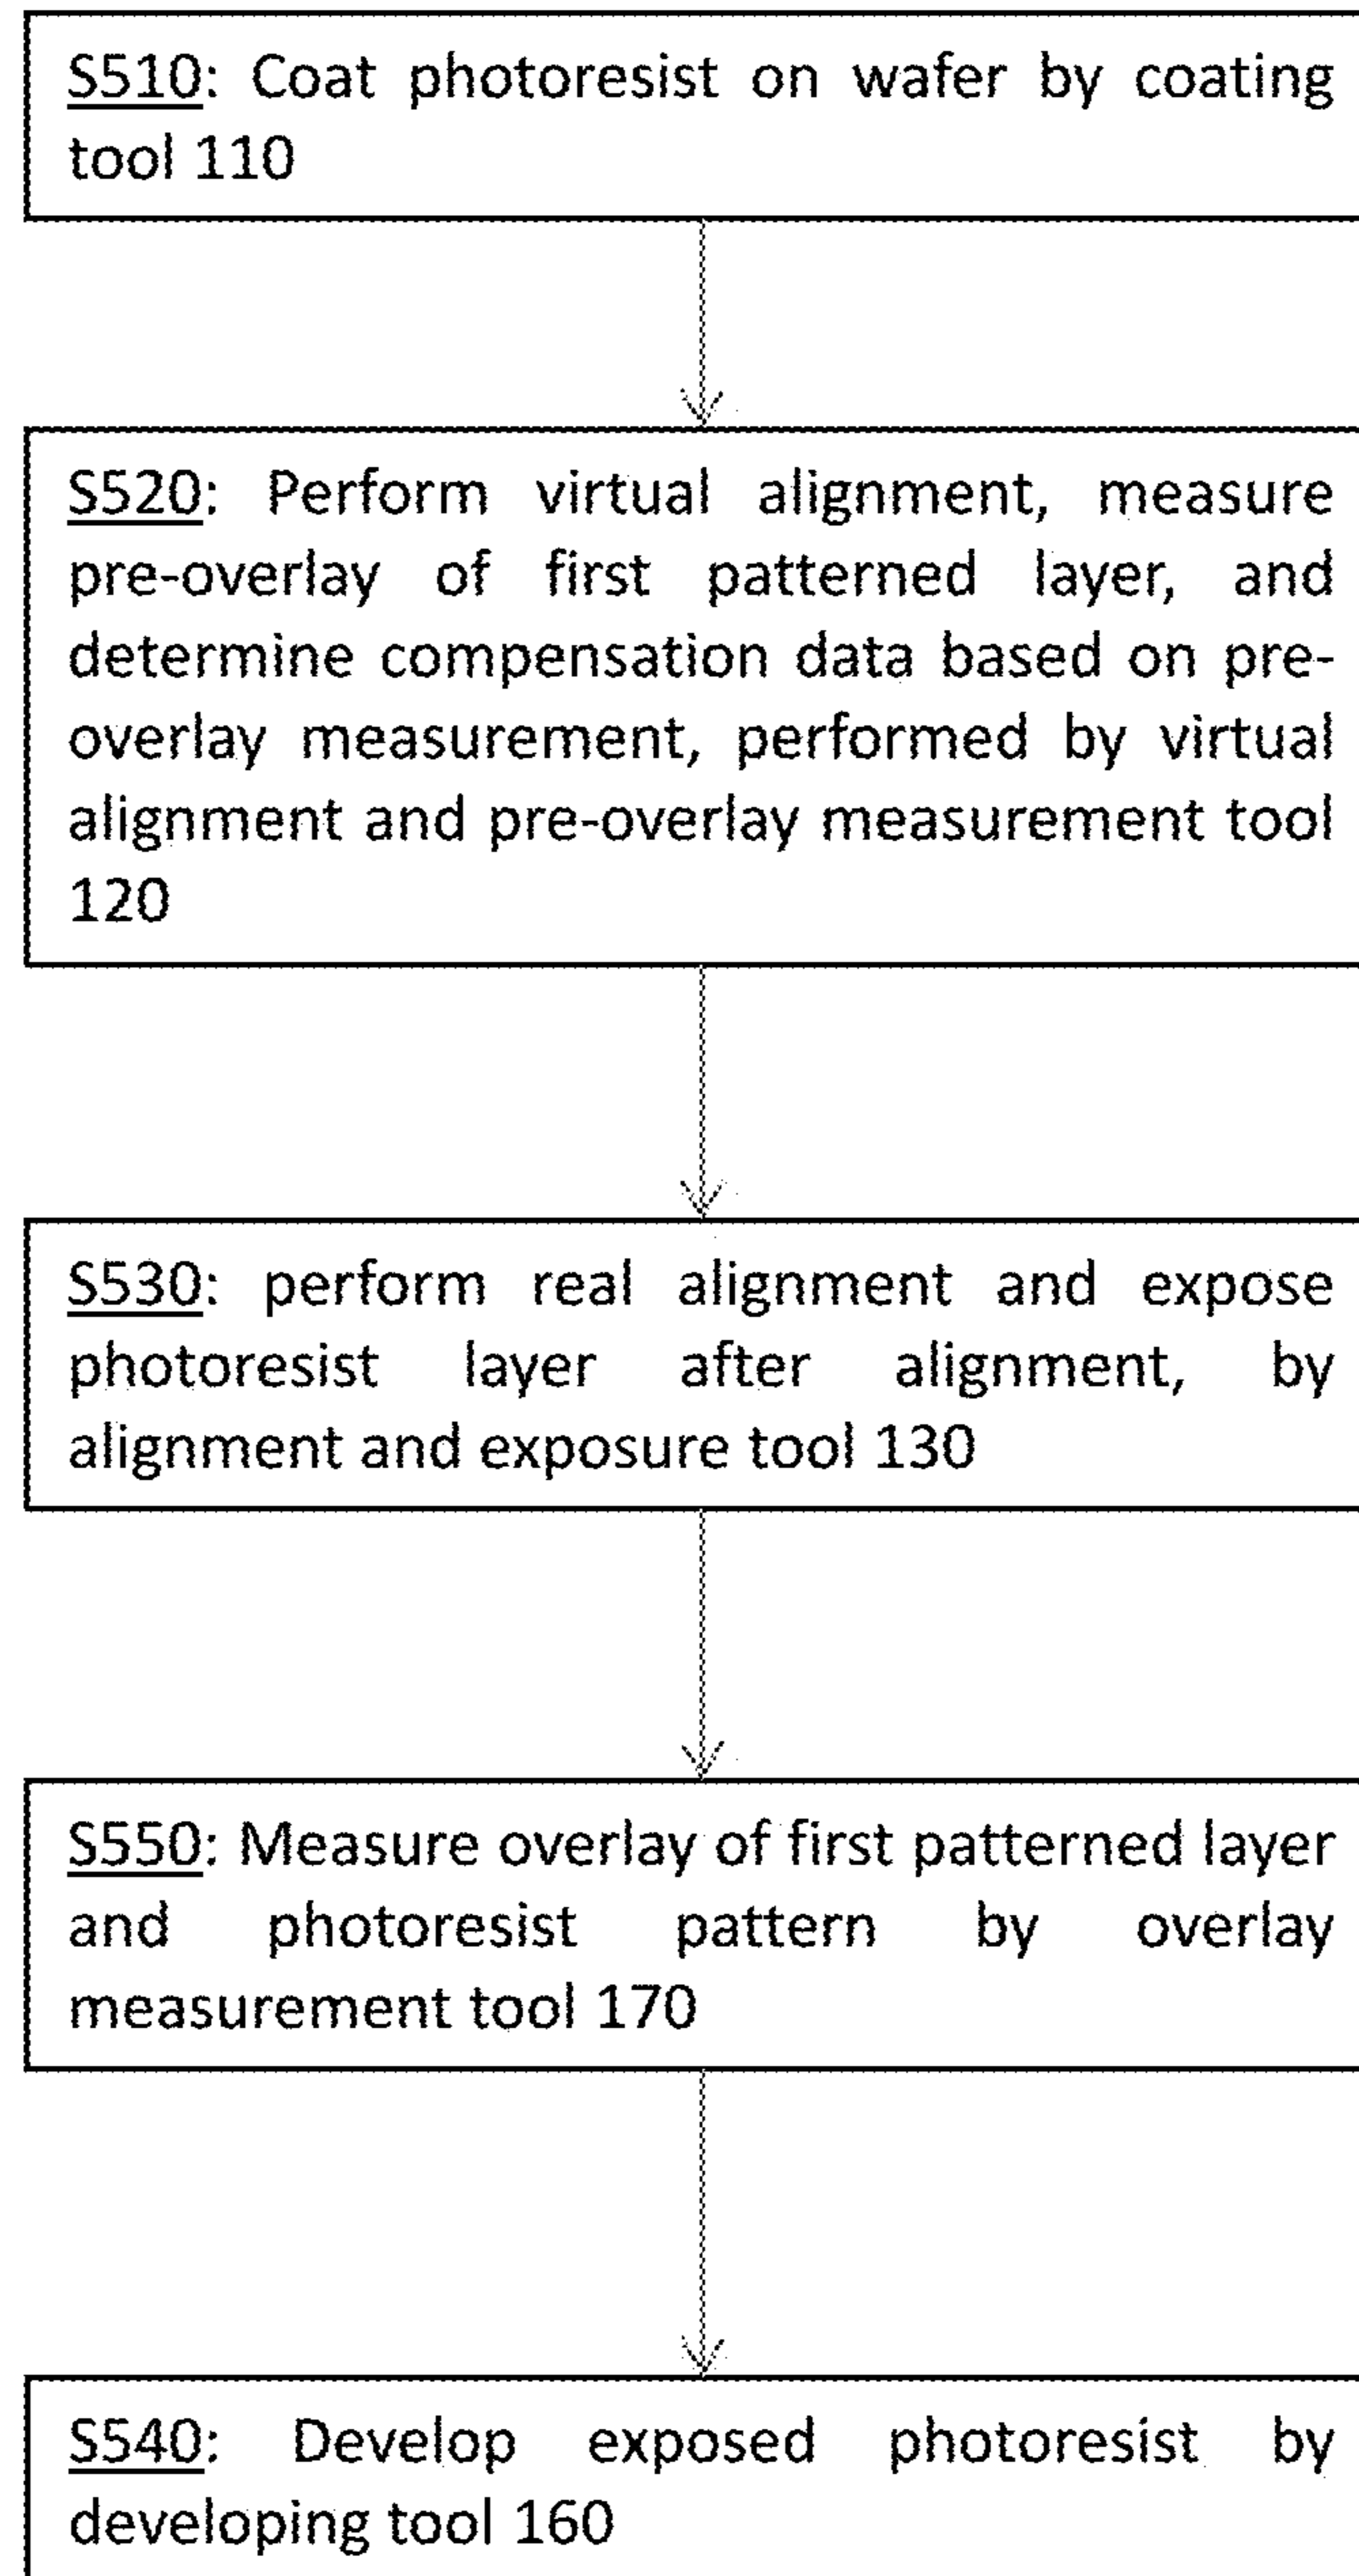 S510: Coat photoresist on wafer by coating
tool 110
S520: Perform virtual alignment, measure
pre-overlay of first patterned layer, and
determine compensation data based on pre-
overlay measurement, performed by virtual
alignment and pre-overlay measurement tool
120
S530: perform real alignment and expose
photoresist layer after alignment, by
alignment and exposure tool 130
S550: Measure overlay of first patterned layer
and photoresist pattern by overlay
measurement tool 170
S540: Develop exposed photoresist by
developing tool 160